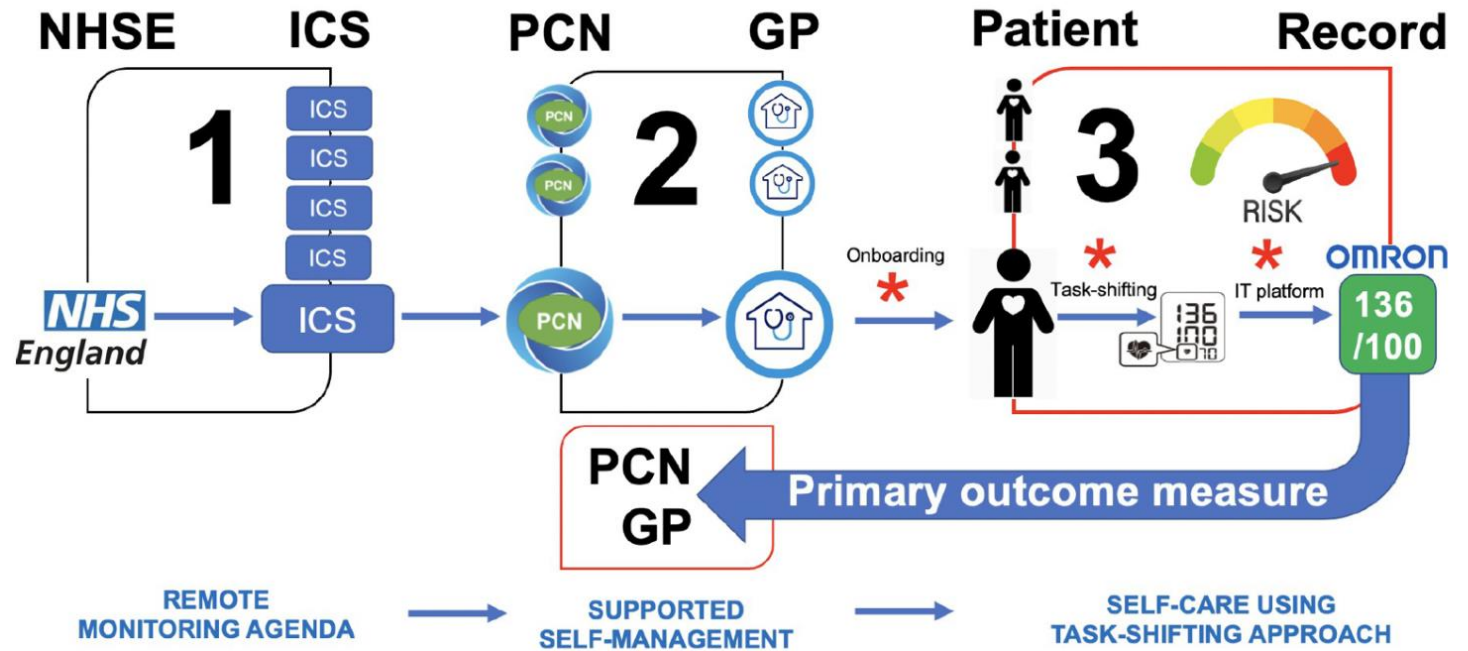 NHSE
ICS
PCN
GP
Patient
Record
1
ICS
ICS
ICS
ICS
ICS
NHS
England
PCN
PCN
PCN
2
Onboarding
*
3
RISK
*
Task-shifting
136
100
70
*
IT platform
OMRON
136
/100
PCN
GP
Primary outcome measure
REMOTE
MONITORING AGENDA
SUPPORTED
SELF-MANAGEMENT
SELF-CARE USING
TASK-SHIFTING APPROACH